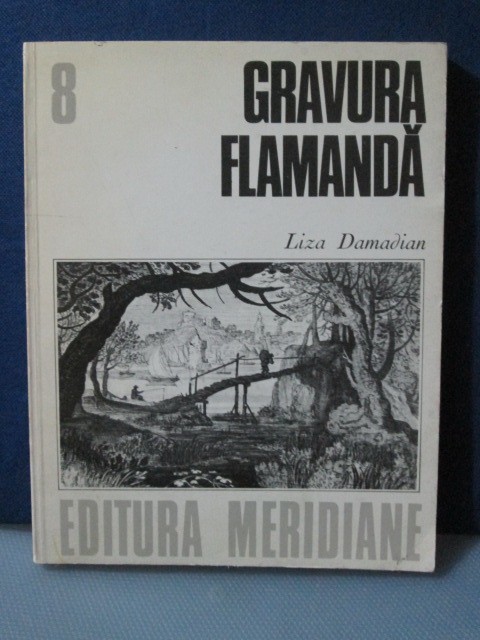 8
GRAVURA
FLAMANDĂ
Liza Damadian
EDITURA MERIDIANE